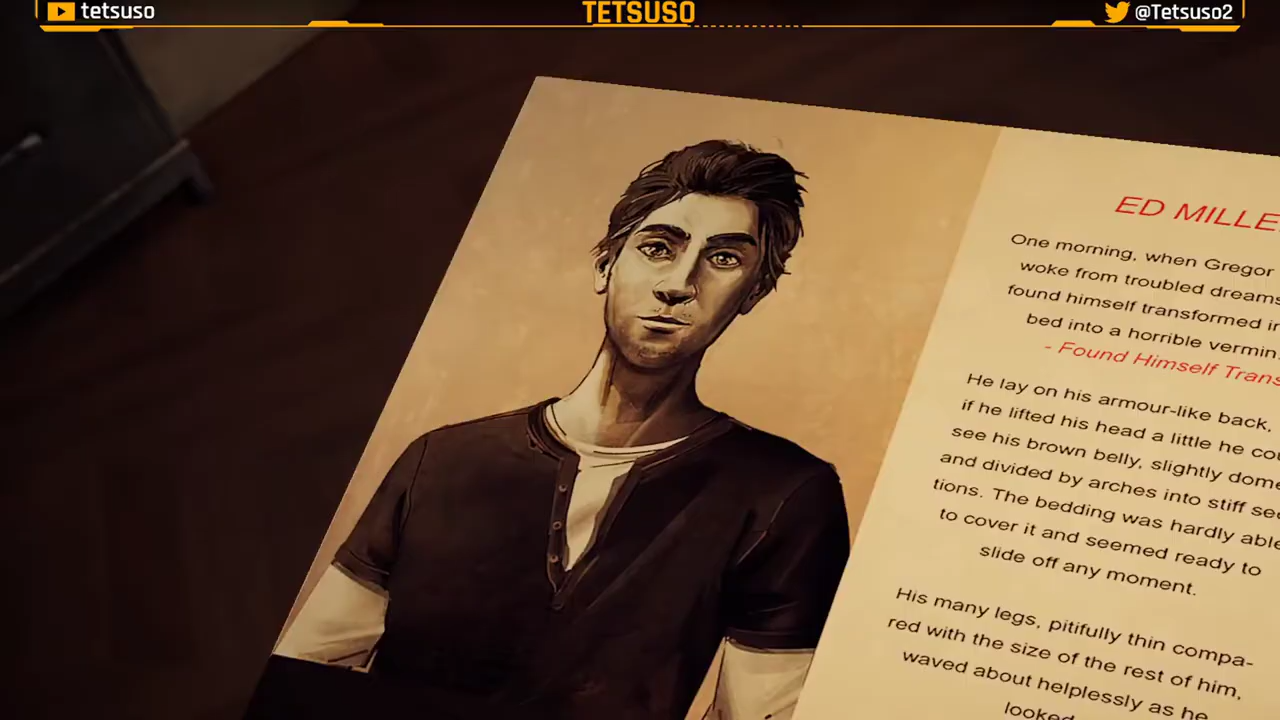 tetsuso
TETSUSO
@Tetsuso2
ED MILLE
One morning, when Gregor
woke from troubled dreams
found himself transformed in
bed into a horrible vermin
- Found Himself Trans
He lay on his armour-like back,
if he lifted his head a little he cou
see his brown belly, slightly dome
and divided by arches into stiff sec
tions. The bedding was hardly able
to cover it and seemed ready to
slide off any moment.
His many legs, pitifully thin compa-
red with the size of the rest of him,
waved about helplessly as he
looked